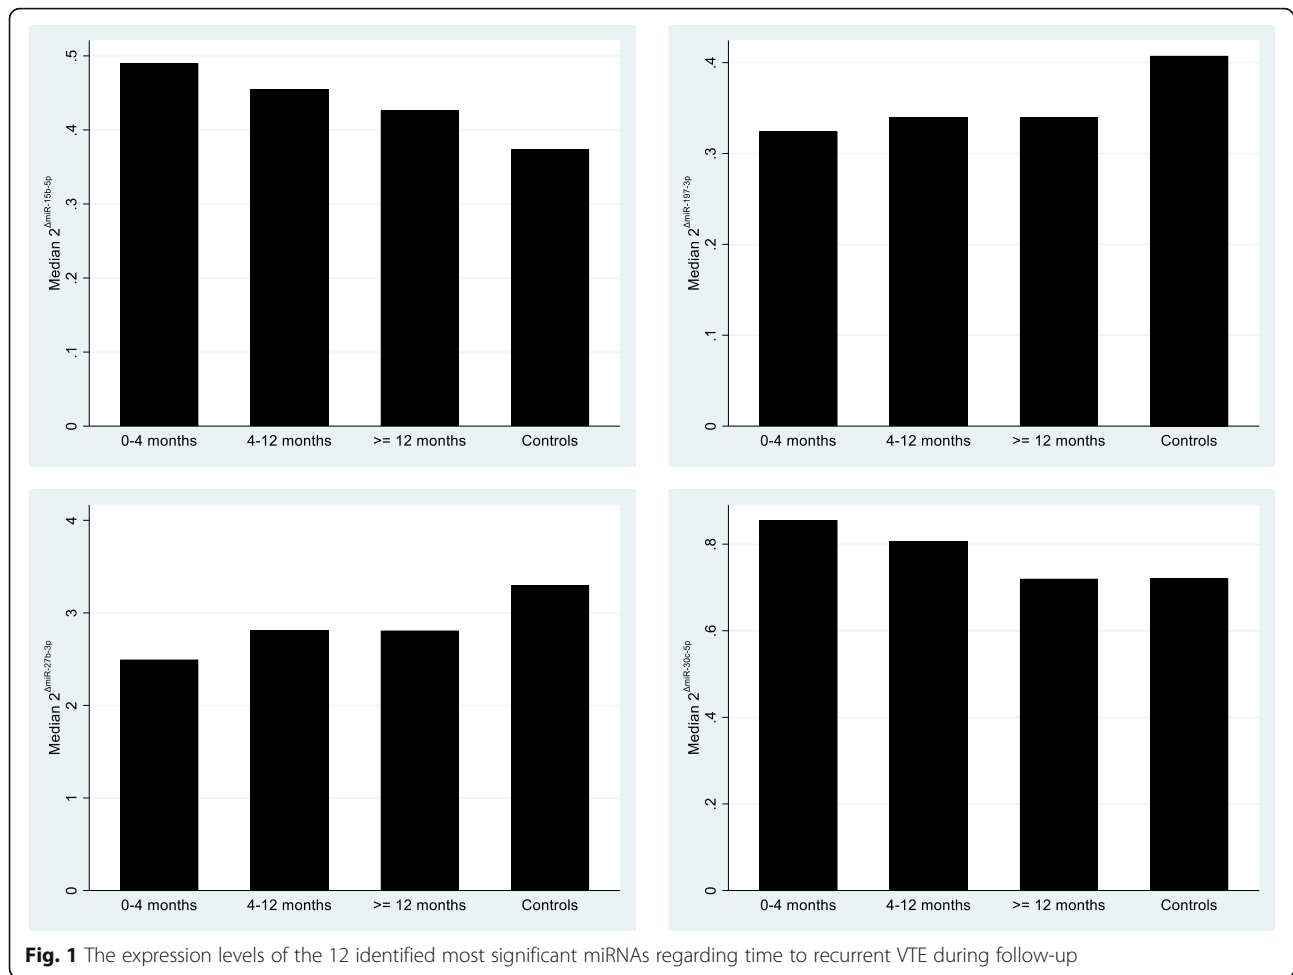 .5
.4
.3
.2
.1
0
Median 2^ΔmiR-15b-5p
0-4 months 4-12 months >= 12 months Controls
.4
.3
.2
.1
0
Median 2^ΔmiR-197-3p
0-4 months 4-12 months >= 12 months Controls
4
3
2
1
0
Median 2^ΔmiR-27b-3p
0-4 months 4-12 months >= 12 months Controls
.8
.6
.4
.2
0
Median 2^ΔmiR-30c-5p
0-4 months 4-12 months >= 12 months Controls
Fig. 1 The expression levels of the 12 identified most significant miRNAs regarding time to recurrent VTE during follow-up